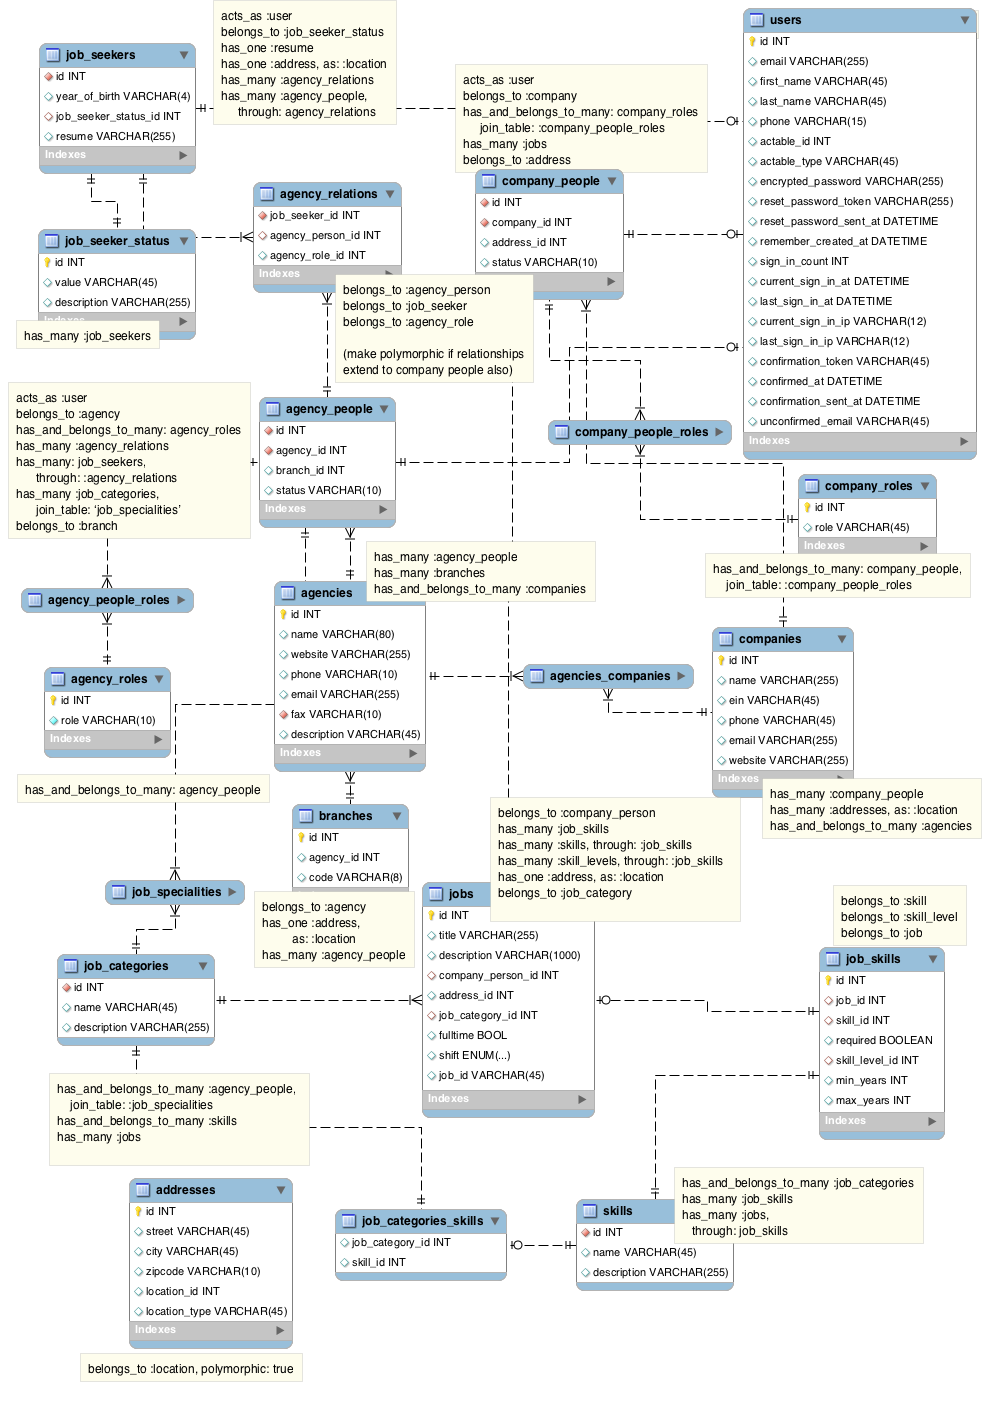 acts_as :user
belongs_to :job_seeker_status
has_one :resume
has_one :address, as: :location
has_many :agency_relations
has_many :agency_people,
through: :agency_relations
job_seekers
id INT
year_of_birth VARCHAR(4)
job_seeker_status_id INT
resume VARCHAR(255)
Indexes
acts_as :user
belongs_to :company
has_and_belongs_to_many: company_roles
join_table: :company_people_roles
has_many :jobs
belongs_to :address
users
id INT
email VARCHAR(255)
first_name VARCHAR(45)
last_name VARCHAR(45)
phone VARCHAR(15)
actable_id INT
actable_type VARCHAR(45)
encrypted_password VARCHAR(255)
reset_password_token VARCHAR(255)
reset_password_sent_at DATETIME
remember_created_at DATETIME
sign_in_count INT
current_sign_in_at DATETIME
last_sign_in_at DATETIME
current_sign_in_ip VARCHAR(12)
last_sign_in_ip VARCHAR(12)
confirmation_token VARCHAR(45)
confirmed_at DATETIME
confirmation_sent_at DATETIME
unconfirmed_email VARCHAR(45)
Indexes
agency_relations
job_seeker_id INT
agency_person_id INT
agency_role_id INT
Indexes
company_people
id INT
company_id INT
address_id INT
status VARCHAR(10)
job_seeker_status
id INT
value VARCHAR(45)
description VARCHAR(255)
Indexes
has_many :job_seekers
belongs_to :agency_person
belongs_to :job_seeker
belongs_to :agency_role
(make polymorphic if relationships
extend to company people also)
acts_as :user
belongs_to :agency
has_and_belongs_to_many: agency_roles
has_many :agency_relations
has_many: job_seekers,
through: :agency_relations
has_many :job_categories,
join_table: ‘job_specialities’
belongs_to :branch
agency_people
id INT
agency_id INT
branch_id INT
status VARCHAR(10)
Indexes
company_people_roles
company_roles
id INT
role VARCHAR(45)
Indexes
has_and_belongs_to_many: company_people,
join_table: :company_people_roles
has_many :agency_people
has_many :branches
has_and_belongs_to_many :companies
agency_people_roles
agencies
id INT
name VARCHAR(80)
website VARCHAR(255)
phone VARCHAR(10)
email VARCHAR(255)
fax VARCHAR(10)
description VARCHAR(45)
Indexes
agency_roles
id INT
role VARCHAR(10)
Indexes
agencies_companies
companies
id INT
name VARCHAR(255)
ein VARCHAR(45)
phone VARCHAR(45)
email VARCHAR(255)
website VARCHAR(255)
Indexes
has_many :company_people
has_many :addresses, as: :location
has_and_belongs_to_many :agencies
has_and_belongs_to_many: agency_people
branches
id INT
agency_id INT
code VARCHAR(8)
belongs_to :agency
has_one :address,
as: :location
has_many :agency_people
belongs_to :company_person
has_many :job_skills
has_many :skills, through: :job_skills
has_many :skill_levels, through: :job_skills
has_one :address, as: :location
belongs_to :job_category
job_specialities
jobs
id INT
title VARCHAR(255)
description VARCHAR(1000)
company_person_id INT
address_id INT
job_category_id INT
fulltime BOOL
shift ENUM(...)
job_id VARCHAR(45)
Indexes
belongs_to :skill
belongs_to :skill_level
belongs_to :job
job_skills
id INT
job_id INT
skill_id INT
required BOOLEAN
skill_level_id INT
min_years INT
max_years INT
Indexes
job_categories
id INT
name VARCHAR(45)
description VARCHAR(255)
has_and_belongs_to_many :agency_people,
join_table: :job_specialities
has_and_belongs_to_many :skills
has_many :jobs
addresses
id INT
street VARCHAR(45)
city VARCHAR(45)
zipcode VARCHAR(10)
location_id INT
location_type VARCHAR(45)
Indexes
belongs_to :location, polymorphic: true
job_categories_skills
job_category_id INT
skill_id INT
skills
id INT
name VARCHAR(45)
description VARCHAR(255)
has_and_belongs_to_many :job_categories
has_many :job_skills
has_many :jobs,
through: :job_skills